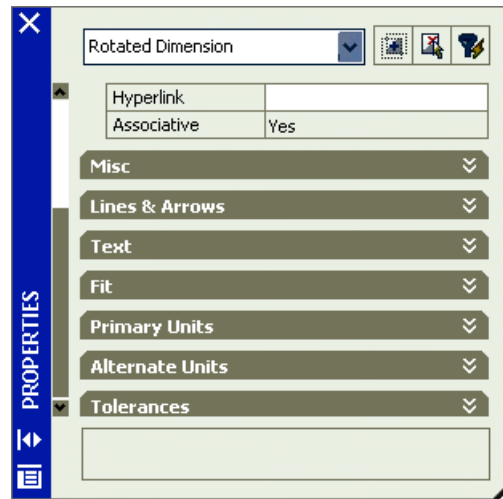 Rotated Dimension
Hyperlink
Associative Yes
Misc
Lines & Arrows
Text
Fit
Primary Units
Alternate Units
Tolerances
PROPERTIES